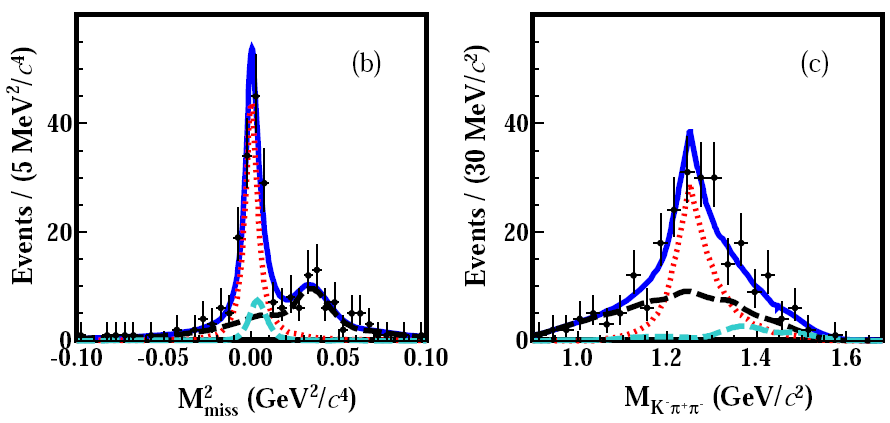 Events / (5 MeV²/c⁴)
(b)
40
20
0
-0.10 -0.05 0.00 0.05 0.10
M²miss (GeV²/c⁴)
Events / (30 MeV/c²)
(c)
40
20
0
1.0 1.2 1.4 1.6
MK⁻π⁺π⁻ (GeV/c²)